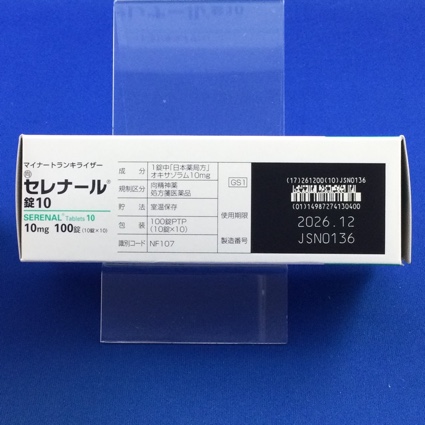 マイナートランキライザー
向
セレナール®
錠10
SERENAL® Tablets 10
10mg 100錠(10錠×10)
成分 1錠中「日本薬局方」
オキサゾラム10mg
規制区分 向精神薬
処方箋医薬品
貯法 室温保存
包装 100錠PTP
(10錠×10)
識別コード NF107
GS1
使用期限
製造番号
(17)261200(10)JSN0136
(01)14987274130400
2026.12
JSN0136